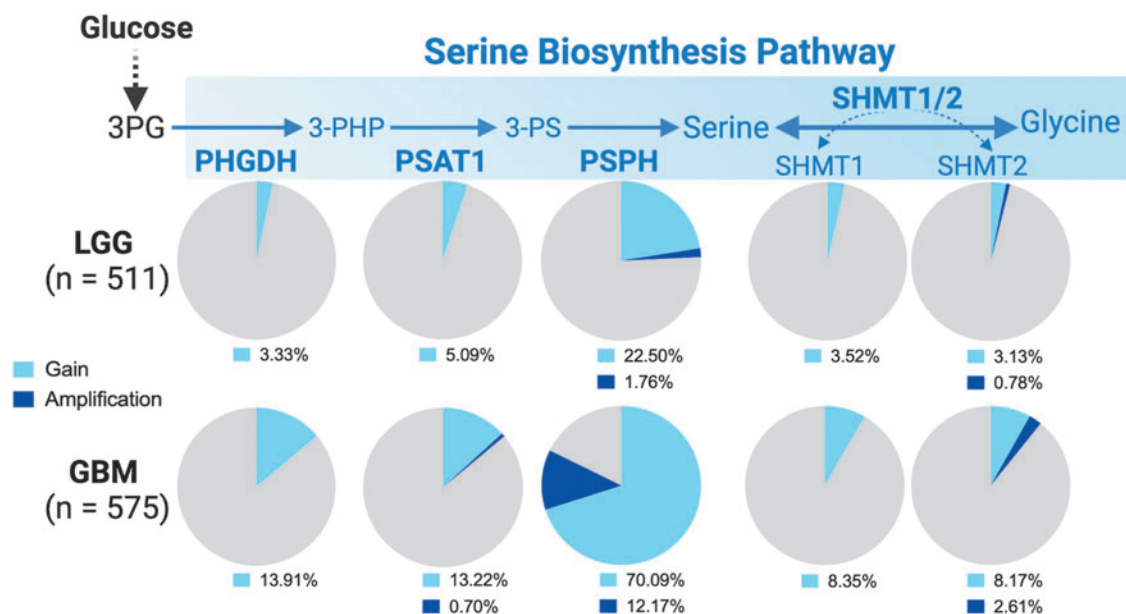 Glucose
Serine Biosynthesis Pathway
SHMT1/2
3PG 3-PHP 3-PS Serine Glycine
PHGDH PSAT1 PSPH SHMT1 SHMT2
LGG
(n = 511)
3.33% 5.09% 22.50% 3.52% 3.13%
1.76% 0.78%
Gain
Amplification
GBM
(n = 575)
13.91% 13.22% 70.09% 8.35% 8.17%
0.70% 12.17% 2.61%